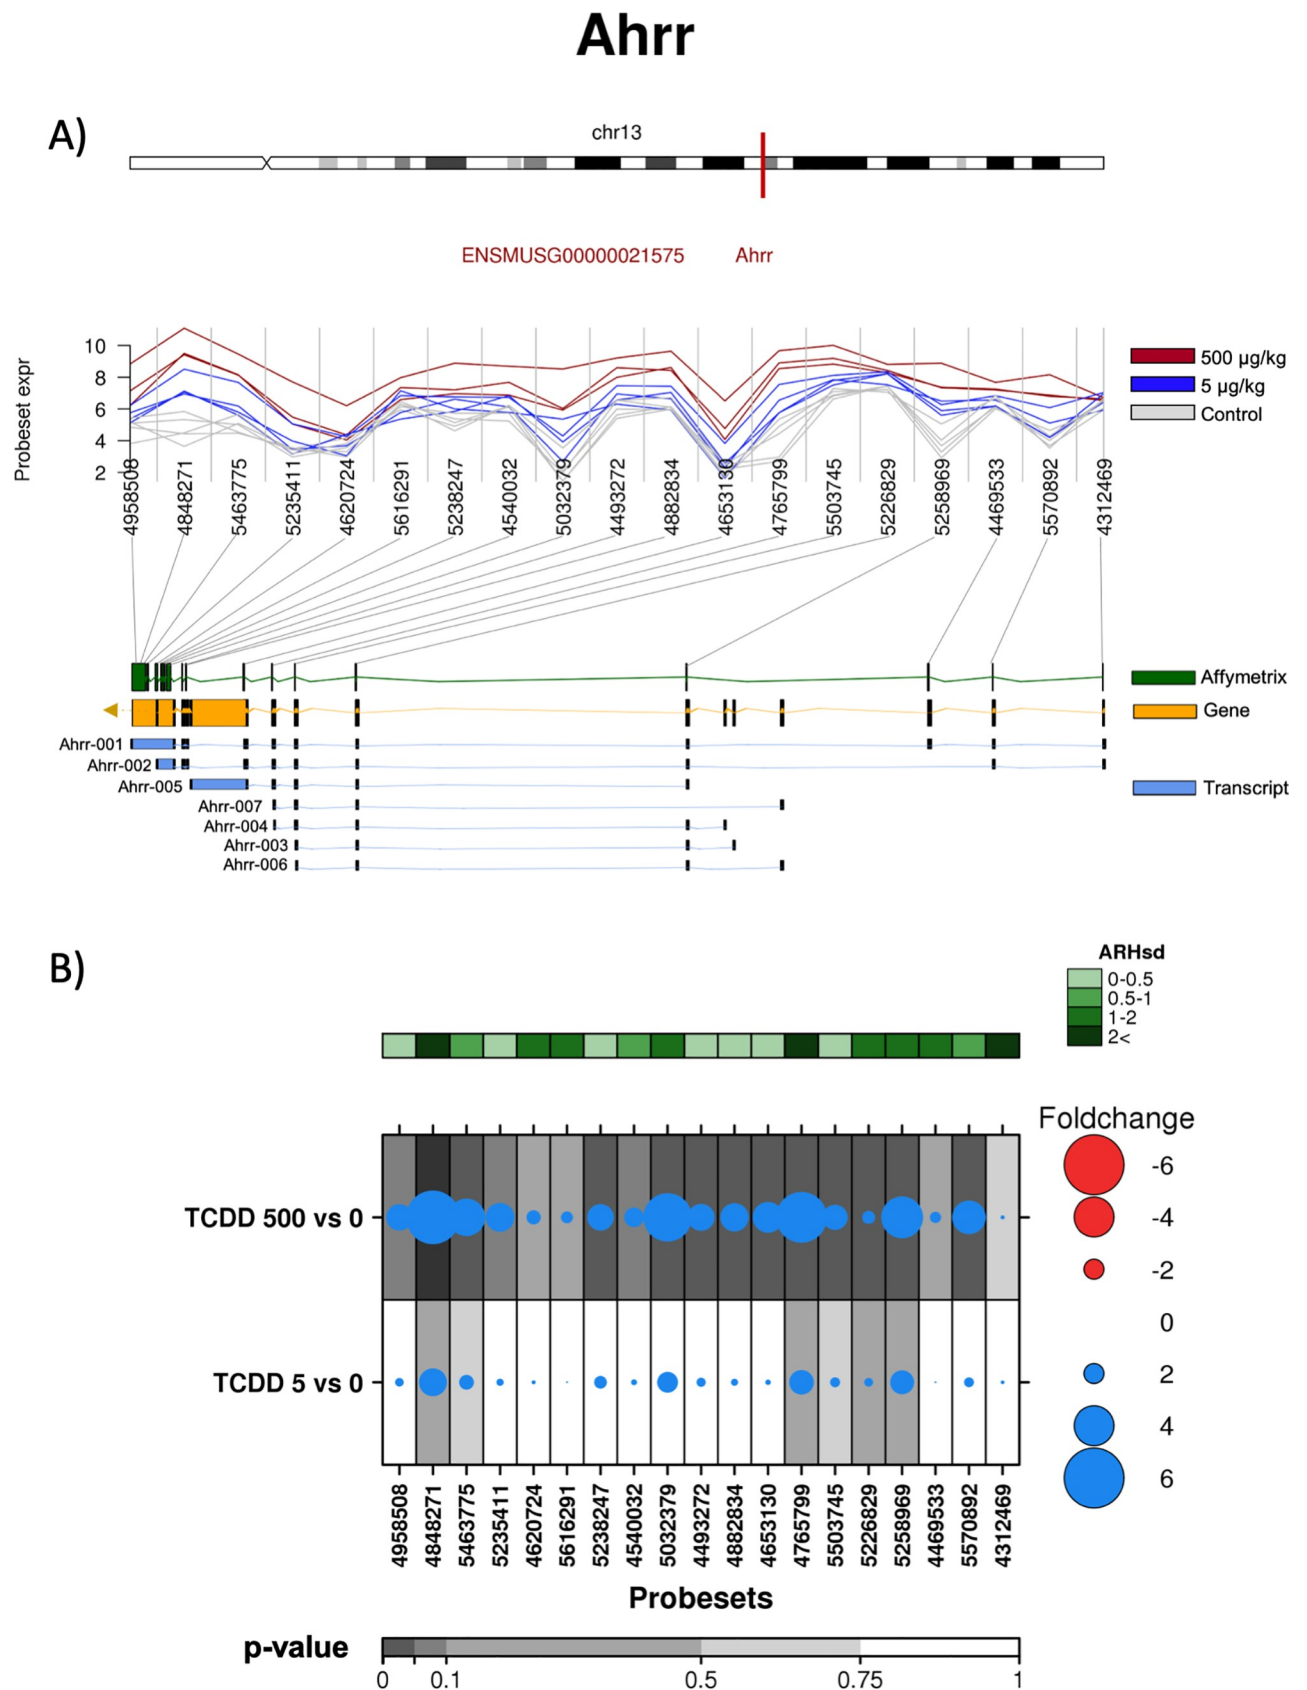 Ahrr
A)
chr13
ENSMUSG00000021575 Ahrr
Probeset expr
10
8
6
4
2
500 µg/kg
5 µg/kg
Control
4958508 4848271 5463775 5235411 4620724 5616291 5238247 4540032 5032379 4493272 4882834 4653130 4765799 5503745 5226829 5258969 4469533 5570892 4312469
Affymetrix
Gene
Ahrr-001
Ahrr-002
Ahrr-005
Transcript
Ahrr-007
Ahrr-004
Ahrr-003
Ahrr-006
B)
ARHsd
0-0.5
0.5-1
1-2
2<
Foldchange
-6
-4
-2
0
2
4
6
TCDD 500 vs 0
TCDD 5 vs 0
4958508 4848271 5463775 5235411 4620724 5616291 5238247 4540032 5032379 4493272 4882834 4653130 4765799 5503745 5226829 5258969 4469533 5570892 4312469
Probesets
p-value
0 0.1 0.5 0.75 1